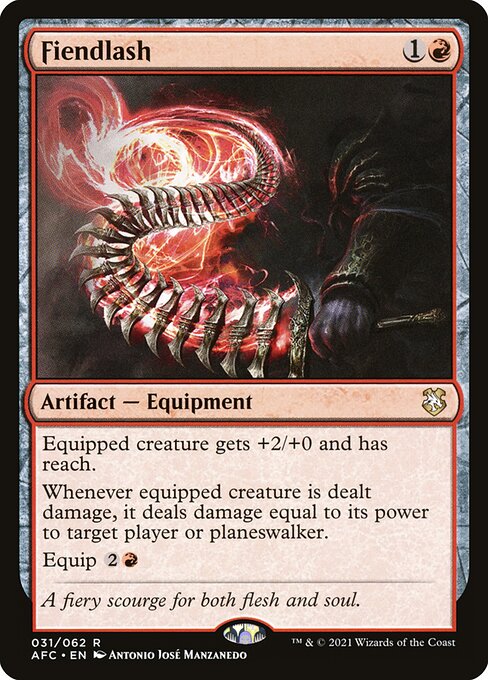 Fiendlash 1
Artifact — Equipment
Equipped creature gets +2/+0 and has
reach.
Whenever equipped creature is dealt
damage, it deals damage equal to its power
to target player or planeswalker.
Equip 2
A fiery scourge for both flesh and soul.
031/062 R ™ & © 2021 Wizards of the Coast
AFC • EN Antonio José Manzanedo